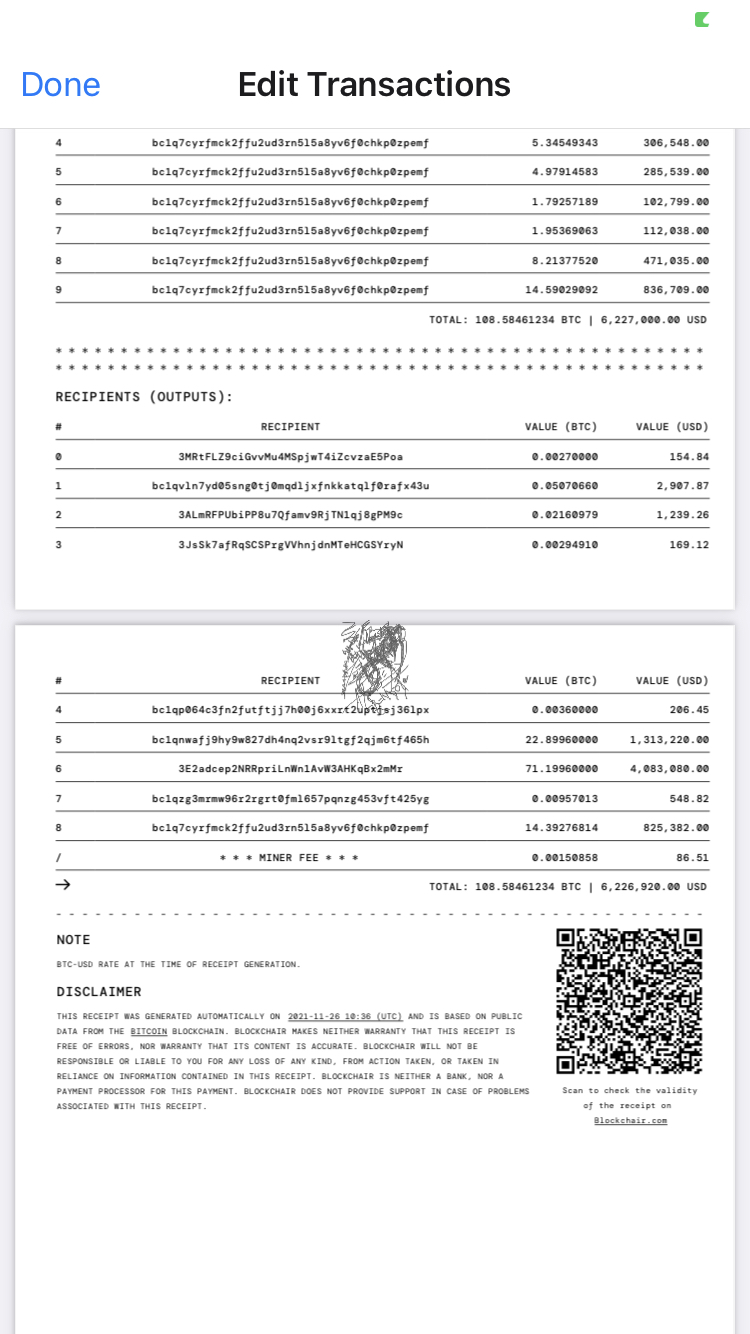 Done Edit Transactions
4 bc1q7cyrfmck2ffu2ud3rn5l5a8yv6f0chkp0zpemf 5.34549343 306,548.00
5 bc1q7cyrfmck2ffu2ud3rn5l5a8yv6f0chkp0zpemf 4.97914583 285,539.00
6 bc1q7cyrfmck2ffu2ud3rn5l5a8yv6f0chkp0zpemf 1.79257189 102,799.00
7 bc1q7cyrfmck2ffu2ud3rn5l5a8yv6f0chkp0zpemf 1.95369063 112,038.00
8 bc1q7cyrfmck2ffu2ud3rn5l5a8yv6f0chkp0zpemf 8.21377520 471,035.00
9 bc1q7cyrfmck2ffu2ud3rn5l5a8yv6f0chkp0zpemf 14.59029092 836,709.00
TOTAL: 108.58461234 BTC | 6,227,000.00 USD
* * * * * * * * * * * * * * * * * * * * * * * * * * * * * * * * * * * * * * * * * * * * * * * * * *
* * * * * * * * * * * * * * * * * * * * * * * * * * * * * * * * * * * * * * * * * * * * * * * * * *
RECIPIENTS (OUTPUTS):
# RECIPIENT VALUE (BTC) VALUE (USD)
0 3MRtFLZ9ciGvvMu4MSpjwT4iZcvzaE5Poa 0.00270000 154.84
1 bc1qvln7yd05sng0tj0mqdljxfnkkatqlf0rafx43u 0.05070660 2,907.87
2 3ALmRFPUbiPP8u7Qfamv9RjTN1qj8gPM9c 0.02160979 1,239.26
3 3JsSk7afRqSCSPrgVVhnjdnMTeHCGSYryN 0.00294910 169.12
# RECIPIENT VALUE (BTC) VALUE (USD)
4 0.00360000 206.45
5 bc1qnwafj9hy9w827dh4nq2vsr9ltgf2qjm6tf465h 22.89960000 1,313,220.00
6 3E2adcep2NRRpriLnWn1AvW3AHKqBx2mMr 71.19960000 4,083,080.00
7 bc1qzg3mrmw96r2rgrt0fml657pqnzg453vft425yg 0.00957013 548.82
8 bc1q7cyrfmck2ffu2ud3rn5l5a8yv6f0chkp0zpemf 14.39276814 825,382.00
/ * * * MINER FEE * * * 0.00150858 86.51
→ TOTAL: 108.58461234 BTC | 6,226,920.00 USD
NOTE
BTC-USD RATE AT THE TIME OF RECEIPT GENERATION.
DISCLAIMER
THIS RECEIPT WAS GENERATED AUTOMATICALLY ON 2021-11-26 10:36 (UTC) AND IS BASED ON PUBLIC
DATA FROM THE BITCOIN BLOCKCHAIN. BLOCKCHAIR MAKES NEITHER WARRANTY THAT THIS RECEIPT IS
FREE OF ERRORS, NOR WARRANTY THAT ITS CONTENT IS ACCURATE. BLOCKCHAIR WILL NOT BE
RESPONSIBLE OR LIABLE TO YOU FOR ANY LOSS OF ANY KIND, FROM ACTION TAKEN, OR TAKEN IN
RELIANCE ON INFORMATION CONTAINED IN THIS RECEIPT. BLOCKCHAIR IS NEITHER A BANK, NOR A
PAYMENT PROCESSOR FOR THIS PAYMENT. BLOCKCHAIR DOES NOT PROVIDE SUPPORT IN CASE OF PROBLEMS
ASSOCIATED WITH THIS RECEIPT.
Scan to check the validity
of the receipt on
Blockchair.com